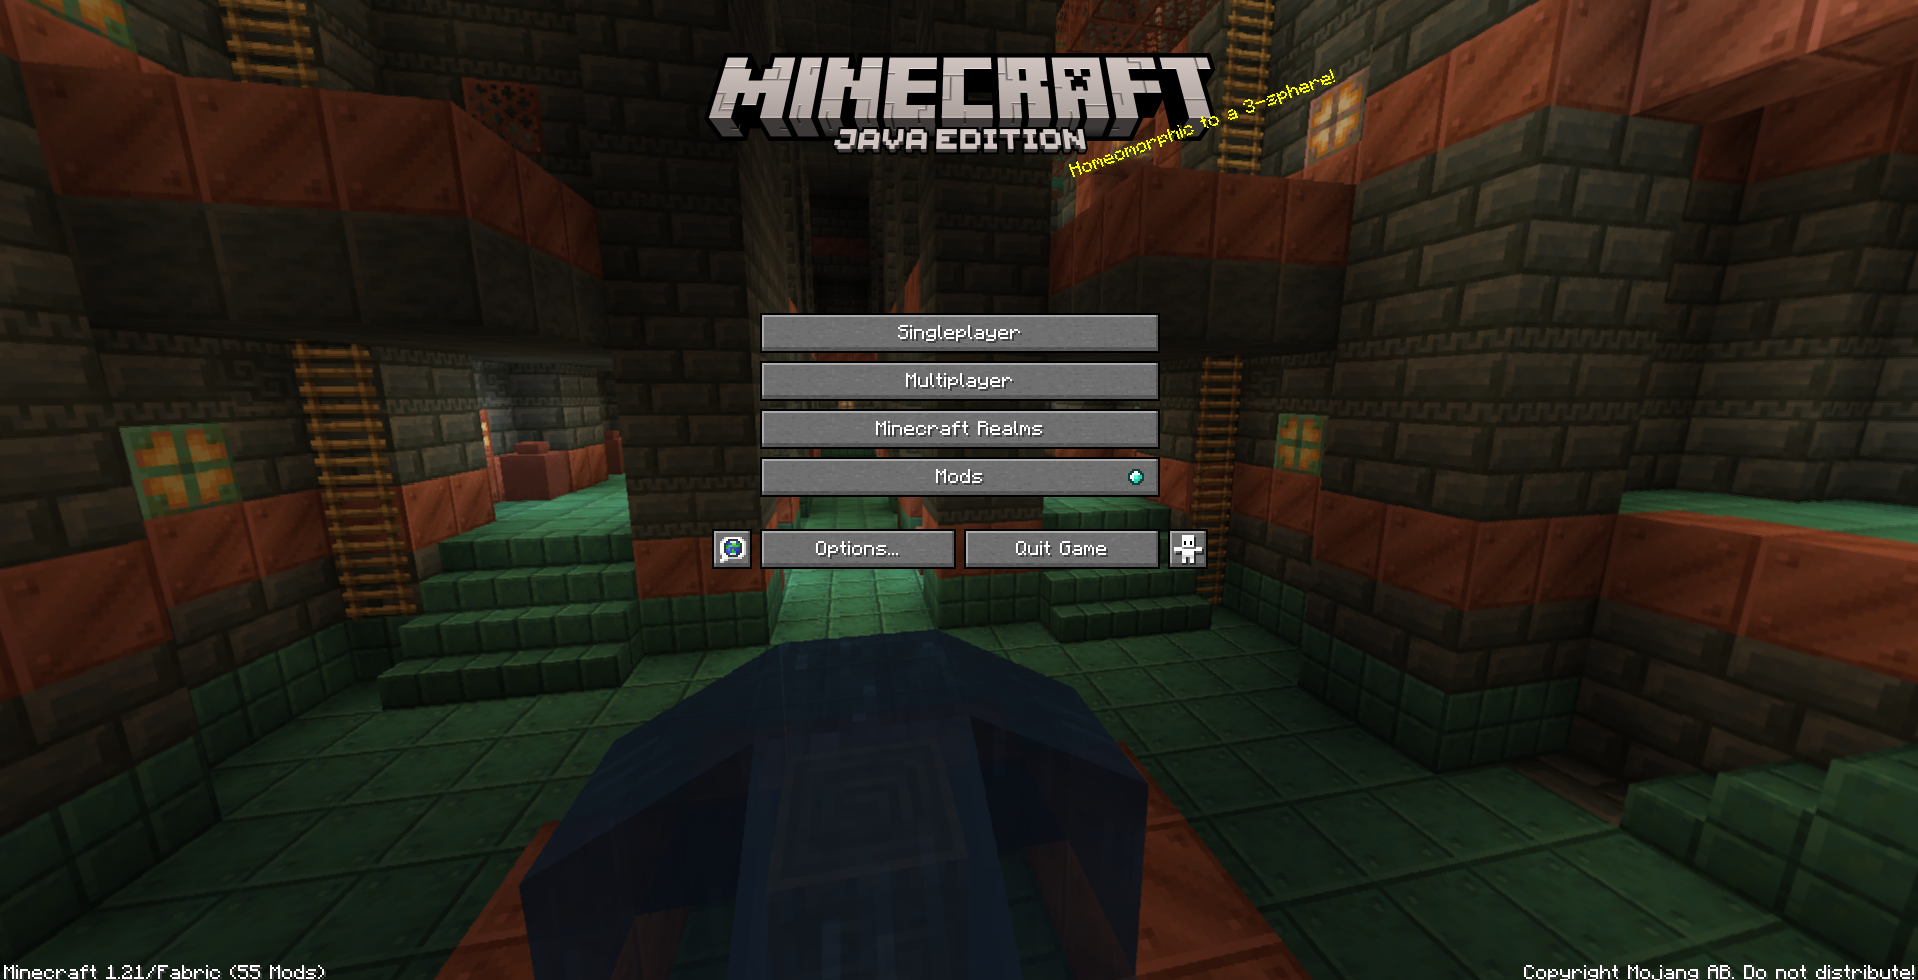 MINECRAFT
JAVA EDITION
Homeomorphic to a 3-sphere!
Singleplayer
Multiplayer
Minecraft Realms
Mods
Options...
Quit Game
Minecraft 1.21/Fabric (55 Mods)
Copyright Mojang AB. Do not distribute!